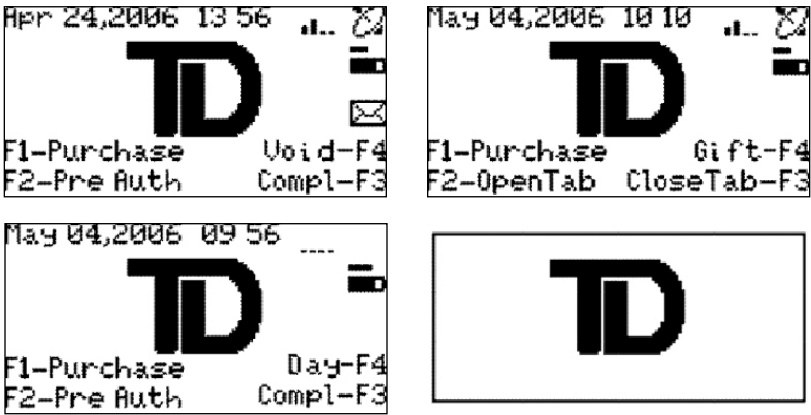 Apr 24,2006 13 56
TD
F1-Purchase Void-F4
F2-Pre Auth Compl-F3
May 04,2006 10 10
TD
F1-Purchase Gift-F4
F2-OpenTab CloseTab-F3
May 04,2006 09 56
TD
F1-Purchase Day-F4
F2-Pre Auth Compl-F3
TD